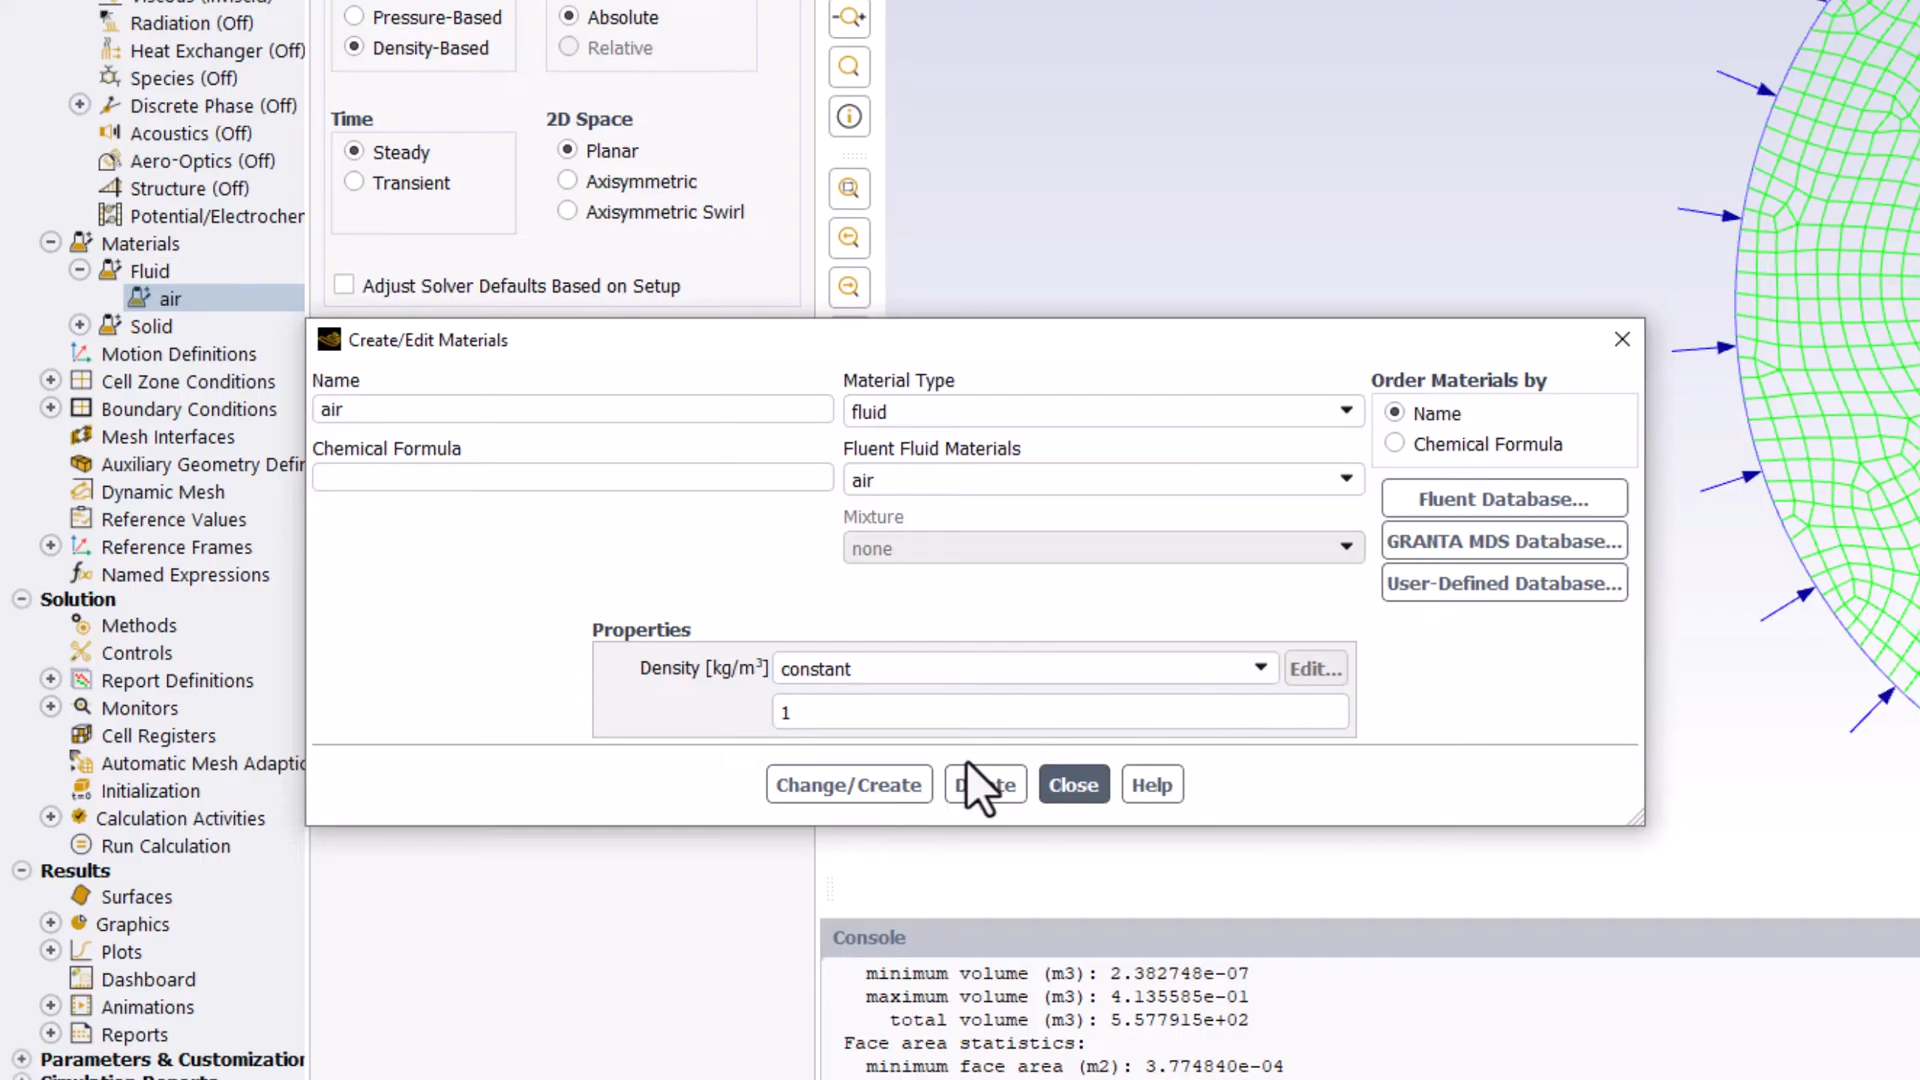 Radiation (Off)
Heat Exchanger (Off)
Species (Off)
Discrete Phase (Off)
Acoustics (Off)
Aero-Optics (Off)
Structure (Off)
Potential/Electrocher
Materials
Fluid
air
Solid
Motion Definitions
Cell Zone Conditions
Boundary Conditions
Mesh Interfaces
Auxiliary Geometry Defir
Dynamic Mesh
Reference Values
Reference Frames
Named Expressions
Solution
Methods
Controls
Report Definitions
Monitors
Cell Registers
Automatic Mesh Adaptic
Initialization
Calculation Activities
Run Calculation
Results
Surfaces
Graphics
Plots
Dashboard
Animations
Reports
Parameters & Customization
Pressure-Based
Density-Based
Absolute
Relative
Time
Steady
Transient
2D Space
Planar
Axisymmetric
Axisymmetric Swirl
Adjust Solver Defaults Based on Setup
Create/Edit Materials
Name
air
Chemical Formula
Material Type
fluid
Fluent Fluid Materials
air
Mixture
none
Order Materials by
Name
Chemical Formula
Fluent Database...
GRANTA MDS Database...
User-Defined Database...
Properties
Density [kg/m³] constant Edit...
1
Change/Create Close Help
Console
minimum volume (m3): 2.382748e-07
maximum volume (m3): 4.135585e-01
total volume (m3): 5.577915e+02
Face area statistics:
minimum face area (m2): 3.774840e-04